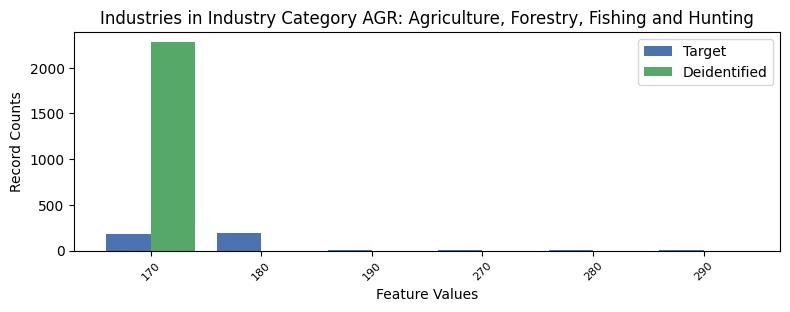 Industries in Industry Category AGR: Agriculture, Forestry, Fishing and Hunting
Target
Deidentified
Record Counts
2000
1500
1000
500
0
170 180 190 270 280 290
Feature Values